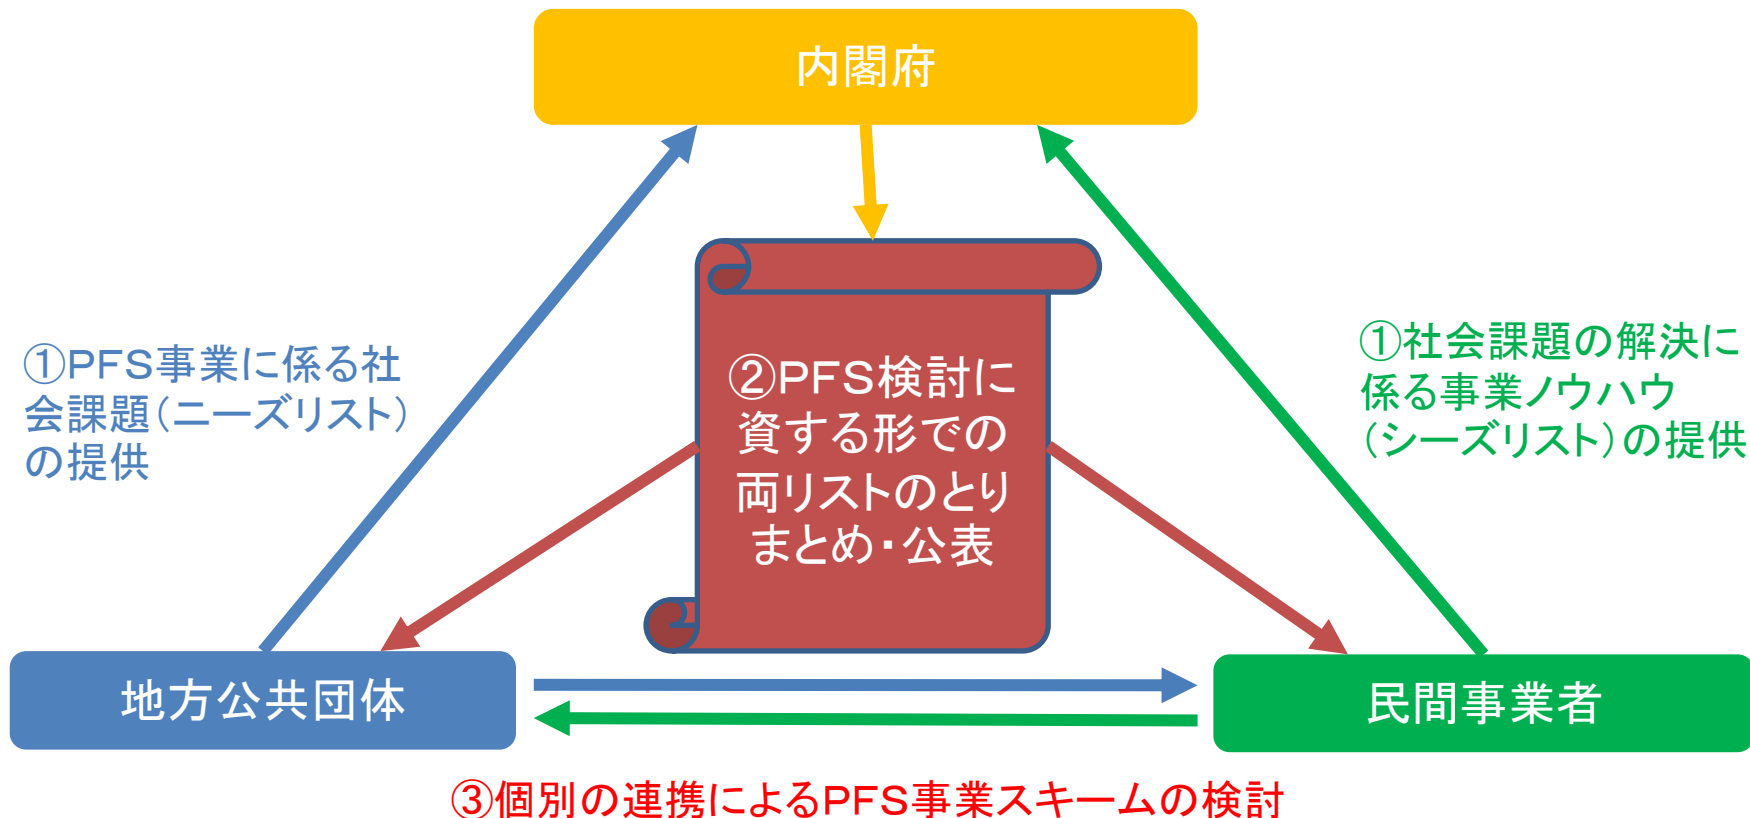 内閣府
①PFS事業に係る社
会課題(ニーズリスト)
の提供
②PFS検討に
資する形での
両リストのとり
まとめ・公表
①社会課題の解決に
係る事業ノウハウ
(シーズリスト)の提供
地方公共団体
民間事業者
③個別の連携によるPFS事業スキームの検討